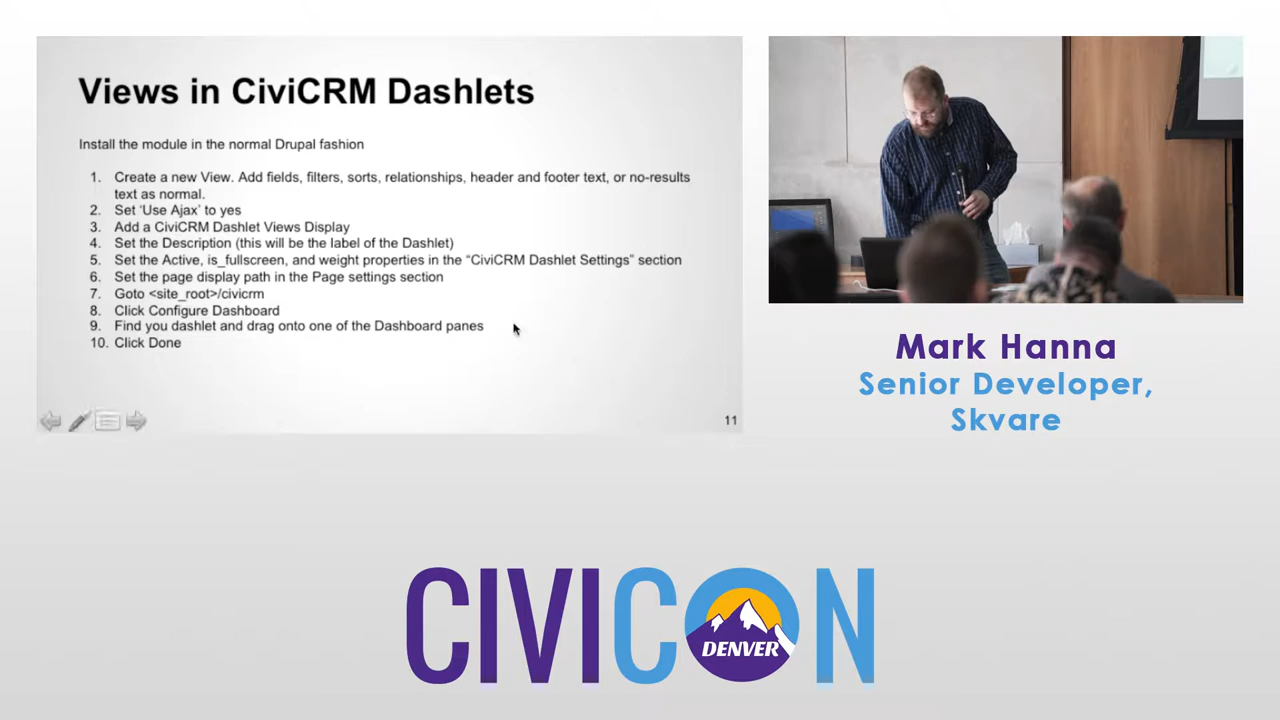 Views in CiviCRM Dashlets
Install the module in the normal Drupal fashion
1. Create a new View. Add fields, filters, sorts, relationships, header and footer text, or no-results
text as normal.
2. Set ‘Use Ajax’ to yes
3. Add a CiviCRM Dashlet Views Display
4. Set the Description (this will be the label of the Dashlet)
5. Set the Active, is_fullscreen, and weight properties in the “CiviCRM Dashlet Settings” section
6. Set the page display path in the Page settings section
7. Goto <site_root>/civicrm
8. Click Configure Dashboard
9. Find you dashlet and drag onto one of the Dashboard panes
10. Click Done
11
Mark Hanna
Senior Developer,
Skvare
CIVICON
DENVER